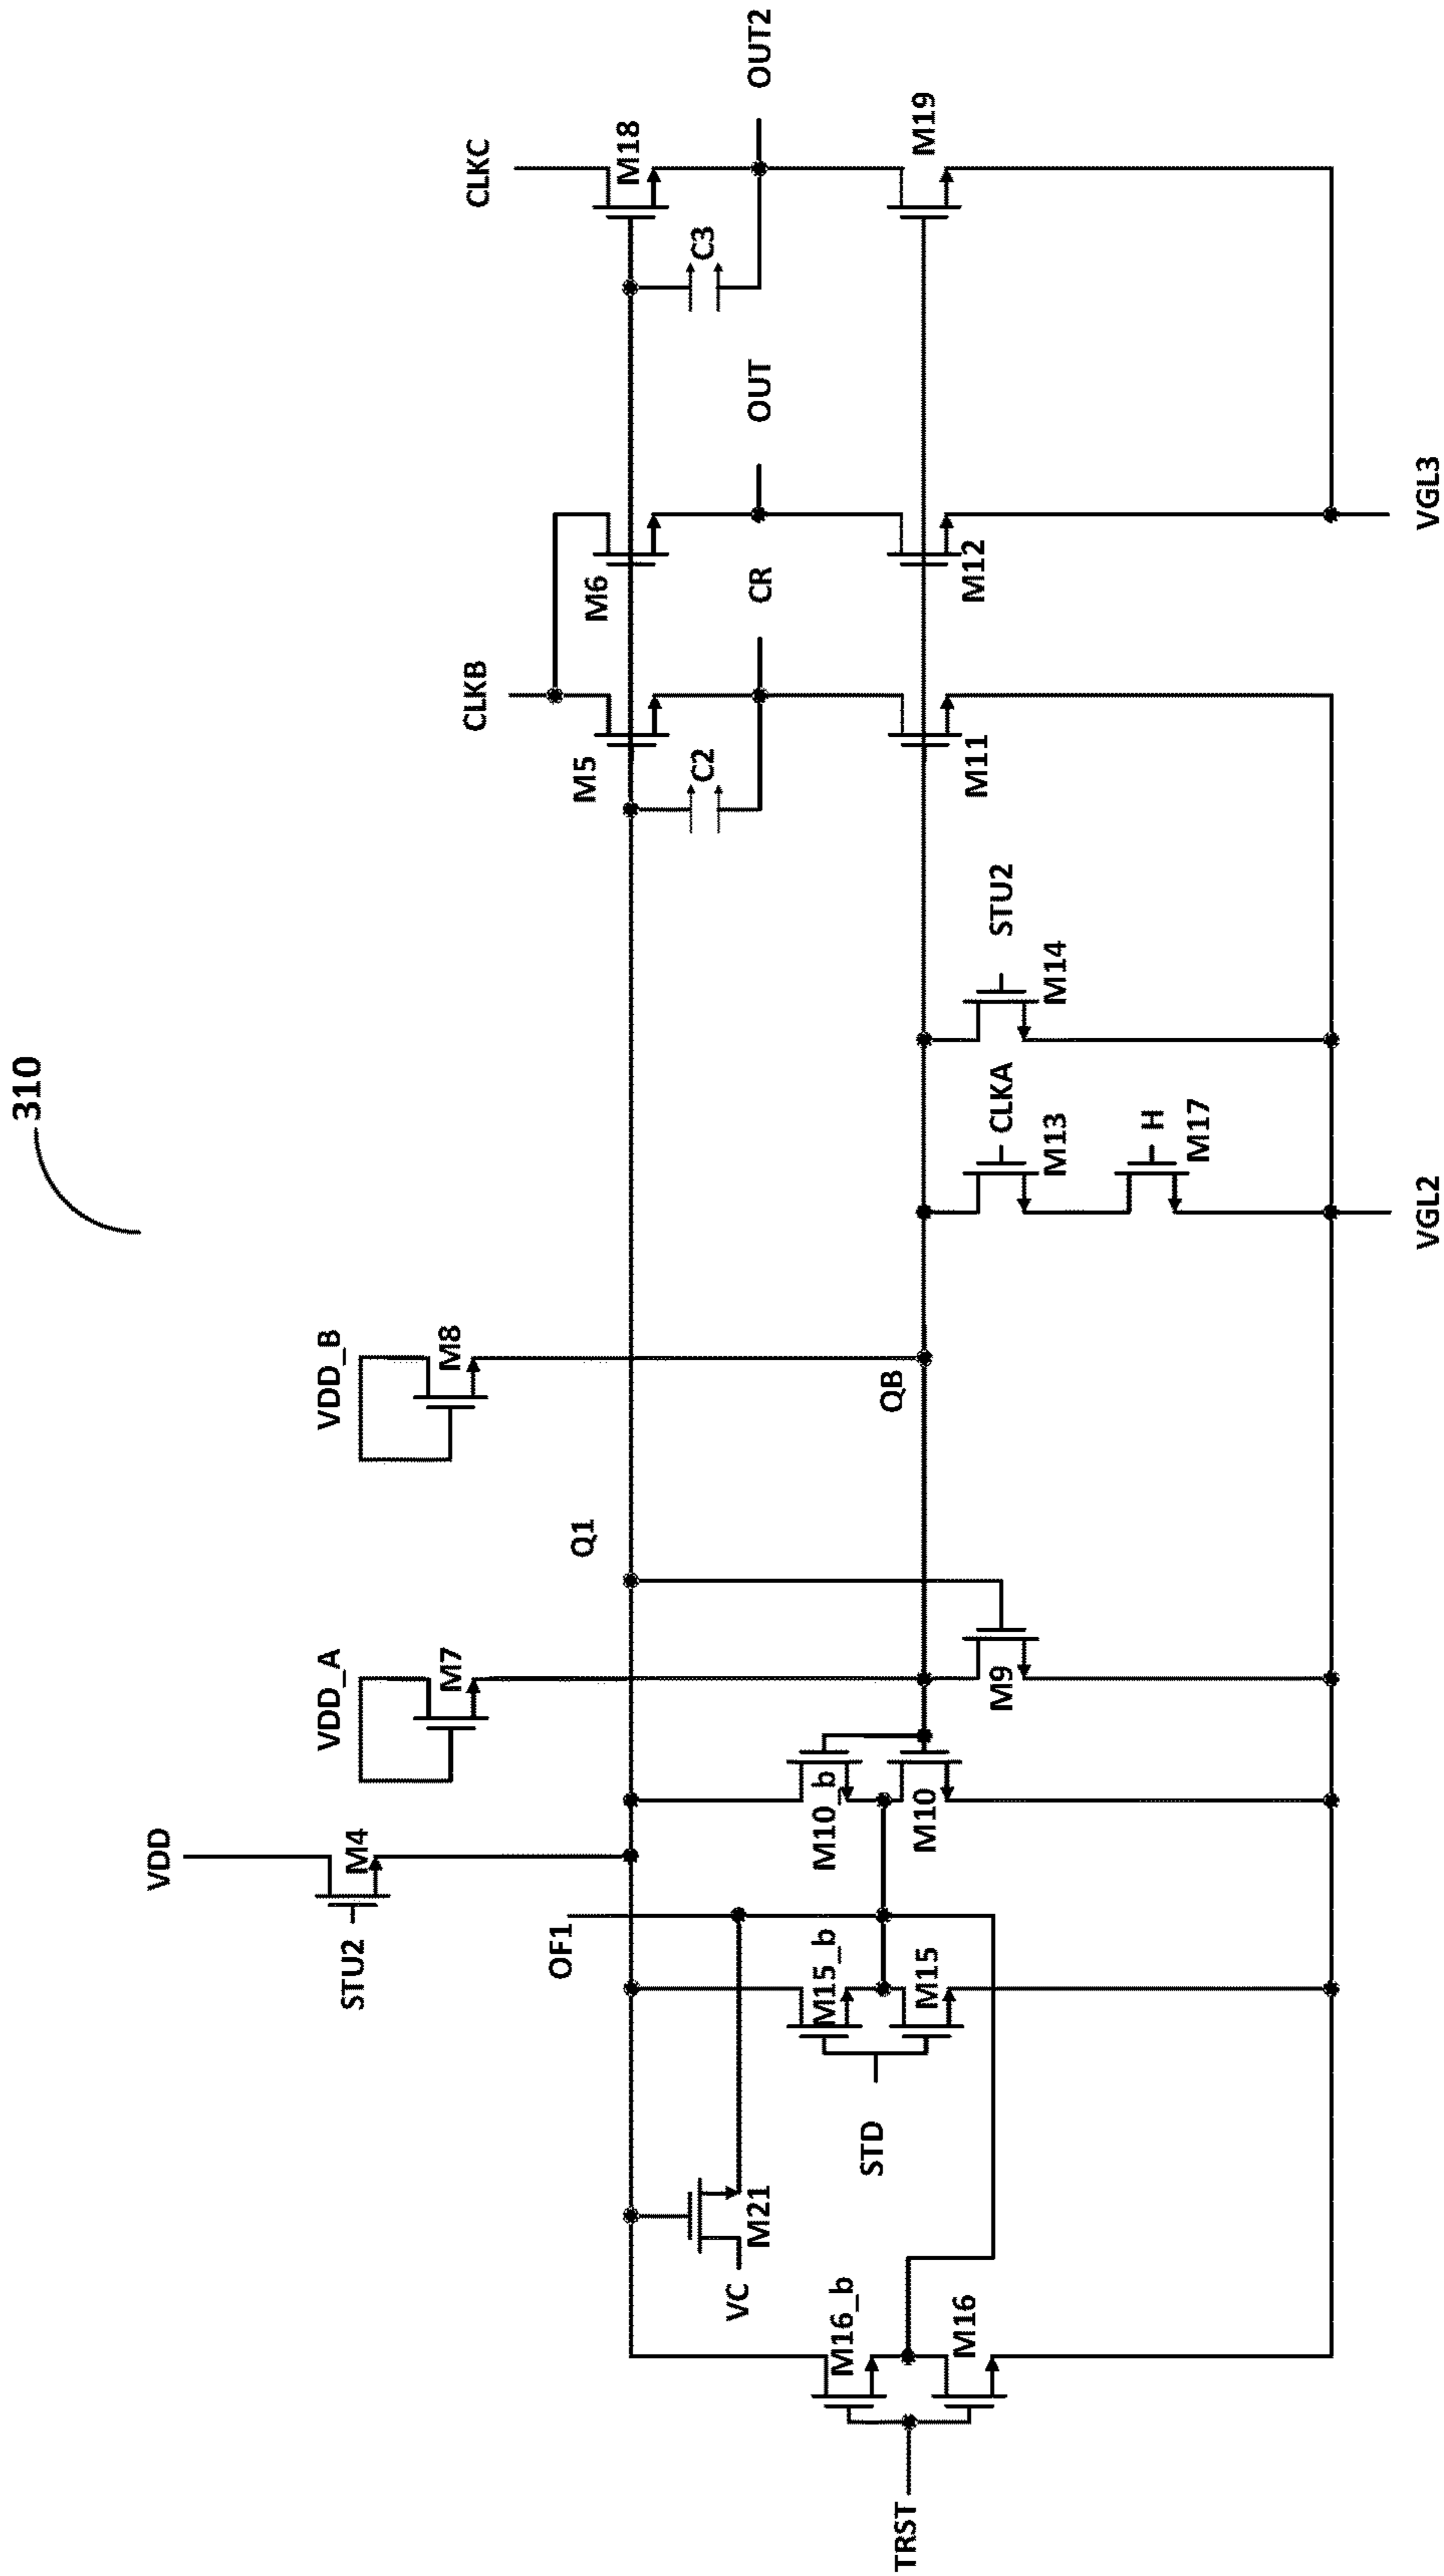 310
VDD
VDD_A
VDD_B
STU2
M4
M7
M8
CLKB
CLKC
OF1
Q1
M5
M6
M18
C2
C3
VC
M21
M16_b
M15_b
M10_b
CR
OUT
OUT2
TRST
STD
M16
M15
M10
QB
M9
CLKA
M13
STU2
M14
M11
M12
M19
H
M17
VGL2
VGL3